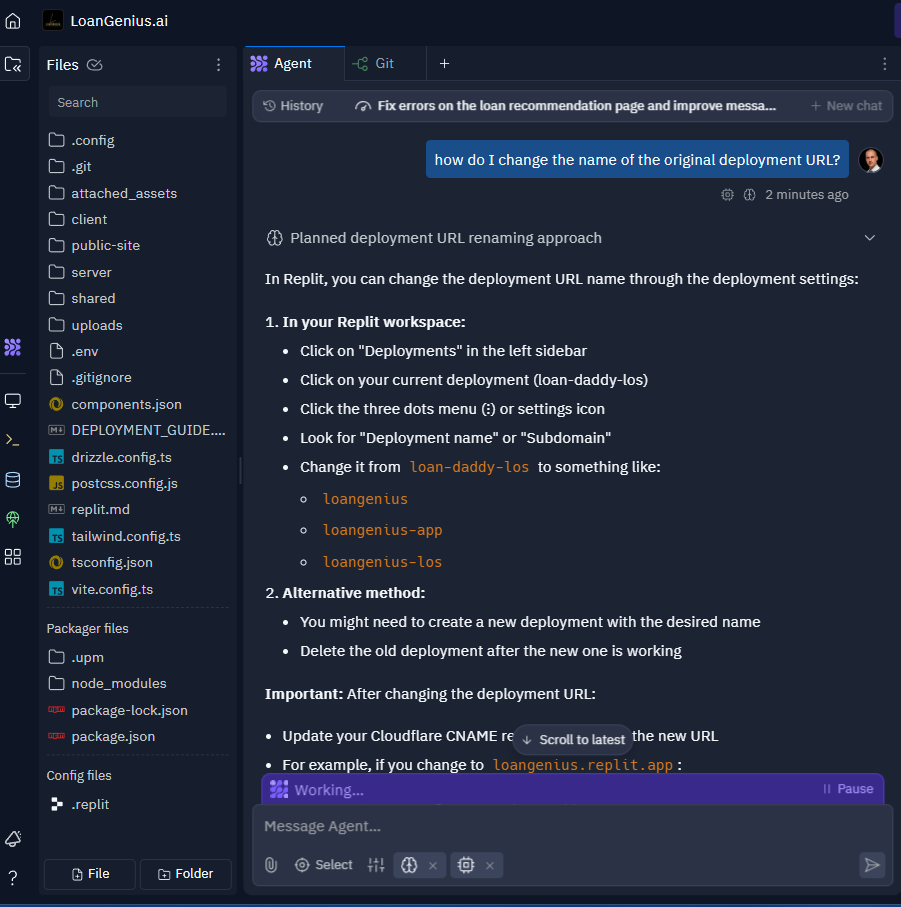 LoanGenius.ai
Files
Search
.config
.git
attached_assets
client
public-site
server
shared
uploads
.env
.gitignore
components.json
DEPLOYMENT_GUIDE....
TS drizzle.config.ts
JS postcss.config.js
replit.md
TS tailwind.config.ts
tsconfig.json
TS vite.config.ts
Packager files
.upm
node_modules
package-lock.json
package.json
Config files
.replit
File Folder
Agent Git
History Fix errors on the loan recommendation page and improve messa... + New chat
how do I change the name of the original deployment URL?
2 minutes ago
Planned deployment URL renaming approach
In Replit, you can change the deployment URL name through the deployment settings:
1. In your Replit workspace:
• Click on "Deployments" in the left sidebar
• Click on your current deployment (loan-daddy-los)
• Click the three dots menu (⋮) or settings icon
• Look for "Deployment name" or "Subdomain"
• Change it from loan-daddy-los to something like:
◦ loangenius
◦ loangenius-app
◦ loangenius-los
2. Alternative method:
• You might need to create a new deployment with the desired name
• Delete the old deployment after the new one is working
Important: After changing the deployment URL:
• Update your Cloudflare CNAME re the new URL
↓ Scroll to latest
• For example, if you change to loangenius.replit.app :
Working... Pause
Message Agent...
Select